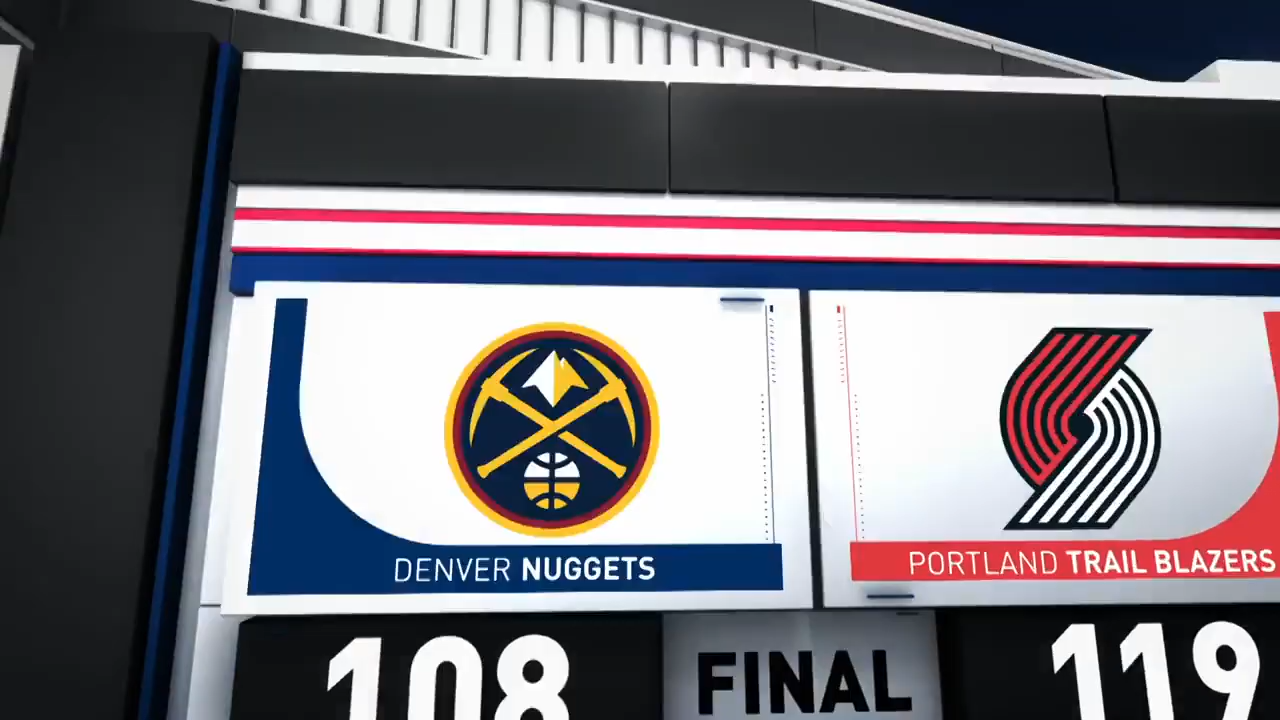 DENVER NUGGETS
PORTLAND TRAIL BLAZERS
108
FINAL
119